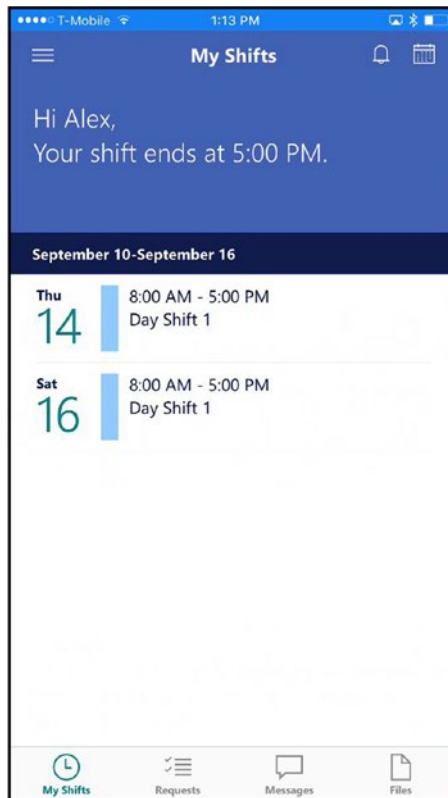 T-Mobile 1:13 PM
My Shifts
Hi Alex,
Your shift ends at 5:00 PM.
September 10-September 16
Thu
14
8:00 AM - 5:00 PM
Day Shift 1
Sat
16
8:00 AM - 5:00 PM
Day Shift 1
My Shifts Requests Messages Files